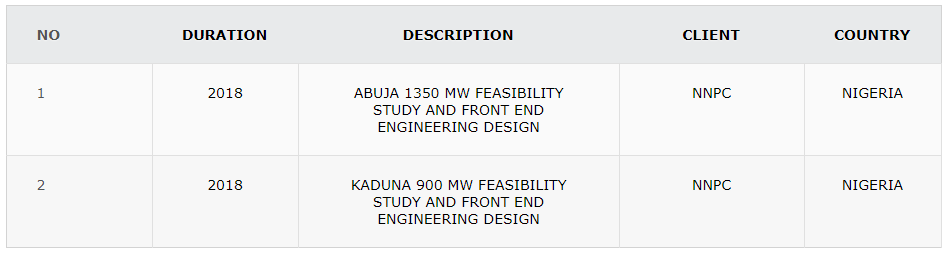 NO DURATION DESCRIPTION CLIENT COUNTRY
1 2018 ABUJA 1350 MW FEASIBILITY NNPC NIGERIA
STUDY AND FRONT END
ENGINEERING DESIGN
2 2018 KADUNA 900 MW FEASIBILITY NNPC NIGERIA
STUDY AND FRONT END
ENGINEERING DESIGN